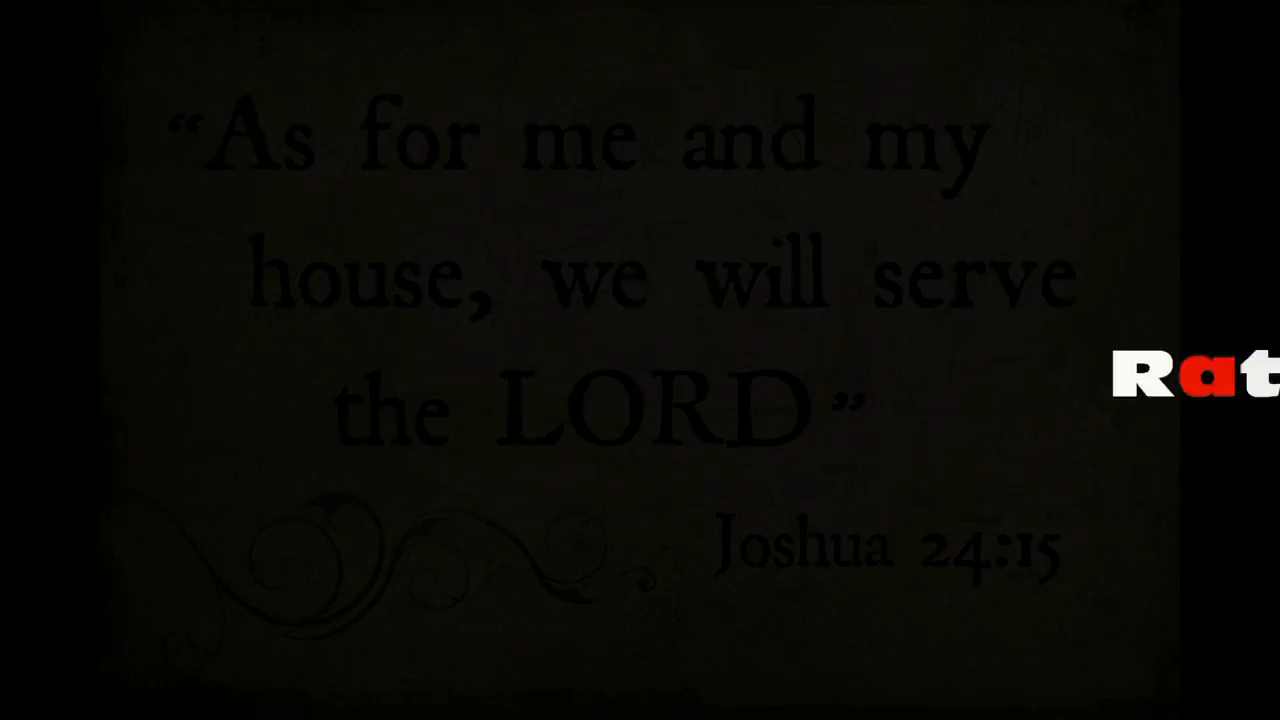 “As for me and my
house, we will serve
the LORD”
Joshua 24:15
Rat